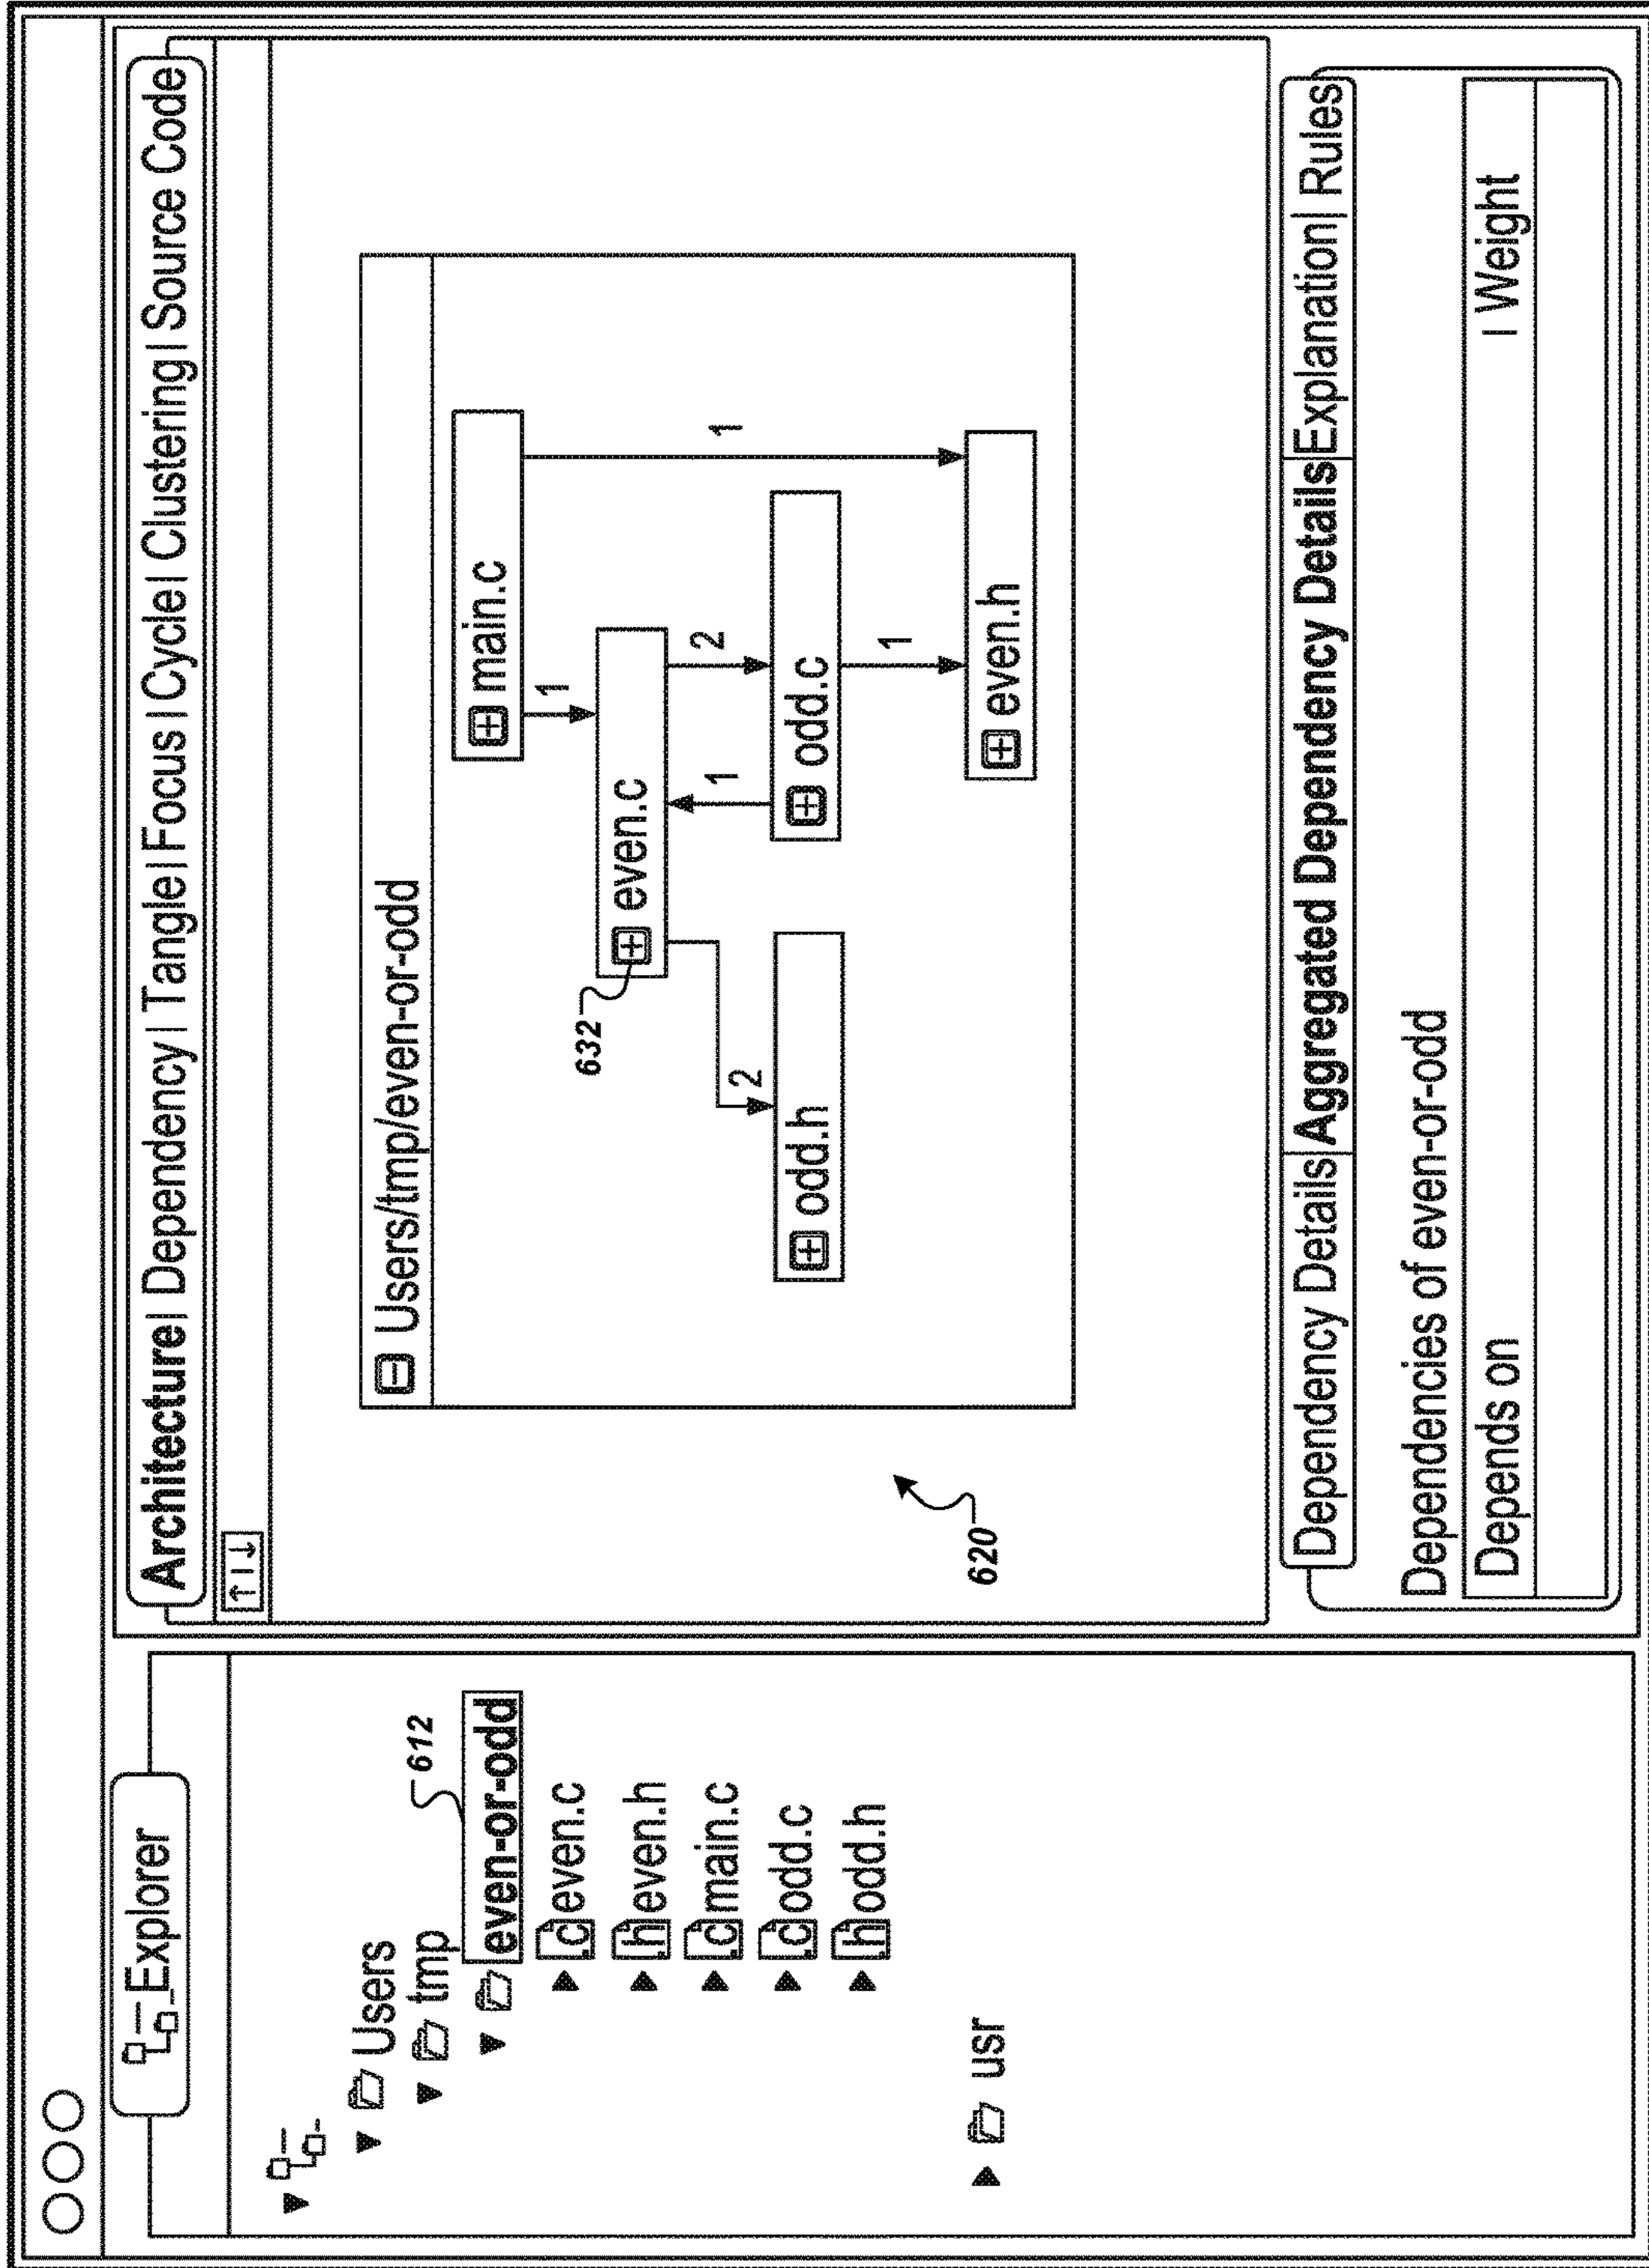 Explorer
Users
tmp
612
even-or-odd
.c even.c
.h even.h
.c main.c
.c odd.c
.h odd.h
usr
Architecture | Dependency | Tangle | Focus | Cycle | Clustering | Source Code
Users/tmp/even-or-odd
main.c
1
1
632
even.c
2
1
2
odd.h
odd.c
1
even.h
620
Dependency Details | Aggregated Dependency Details | Explanation | Rules
Dependencies of even-or-odd
Depends on | Weight